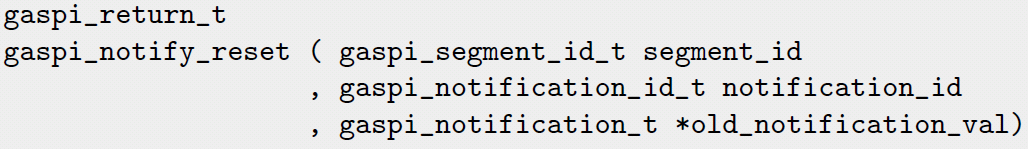 gaspi_return_t
gaspi_notify_reset ( gaspi_segment_id_t segment_id
, gaspi_notification_id_t notification_id
, gaspi_notification_t *old_notification_val)